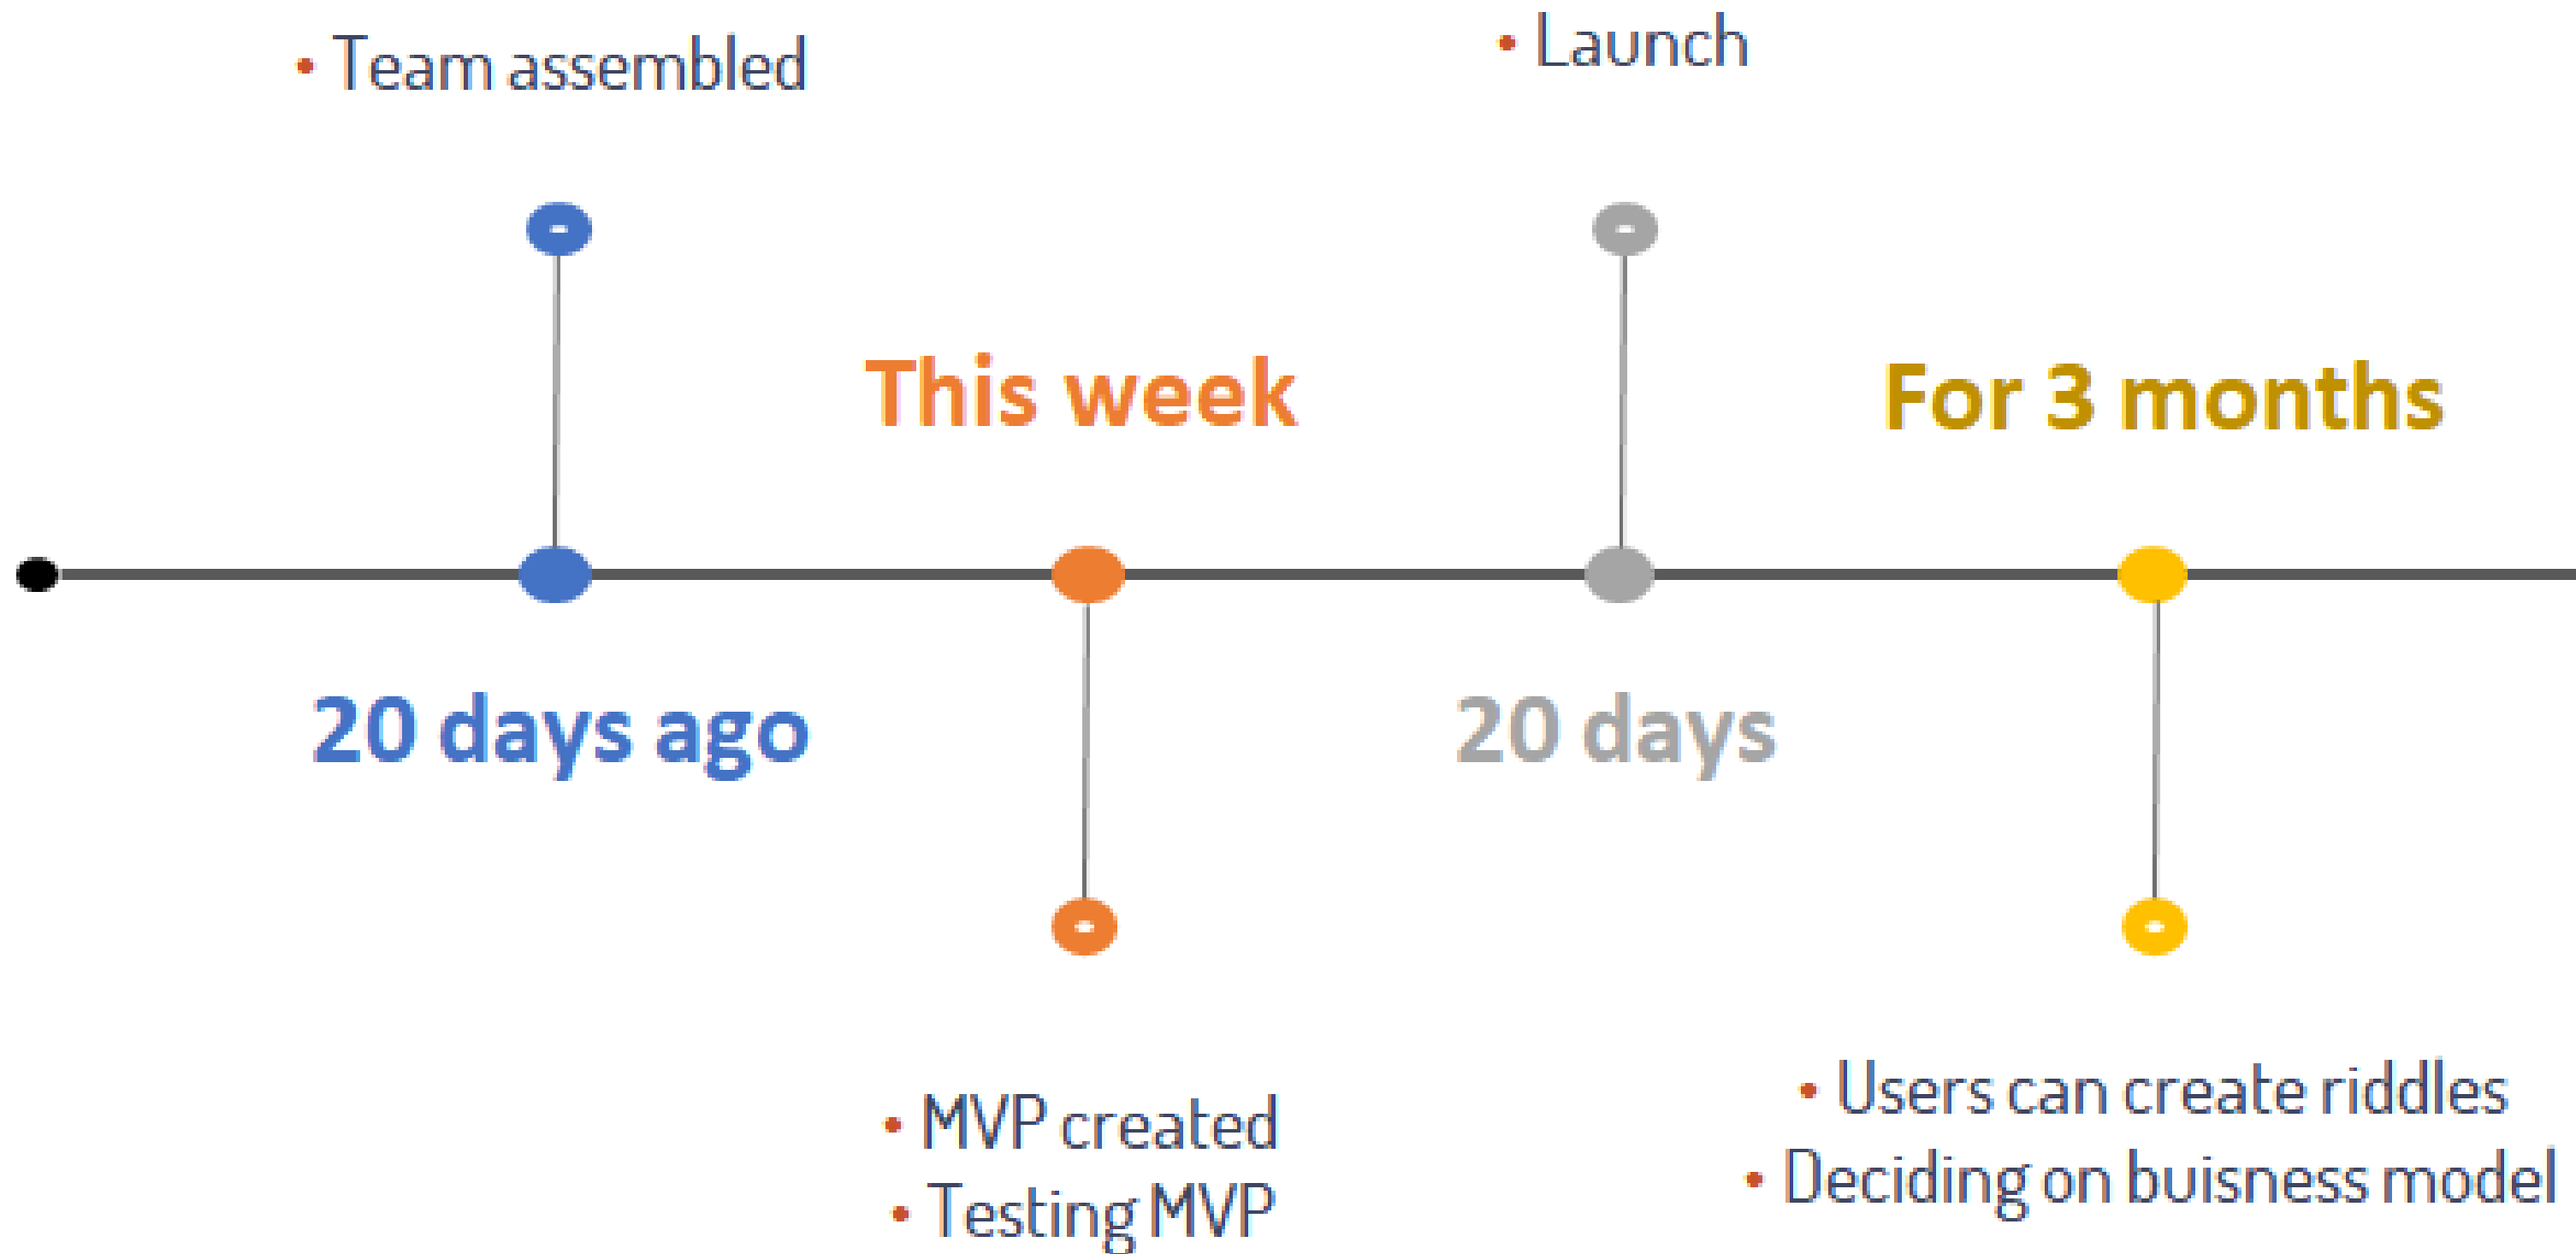 • Team assembled
• Launch
This week
For 3 months
20 days ago
20 days
• MVP created
• Testing MVP
• Users can create riddles
• Deciding on buisness model